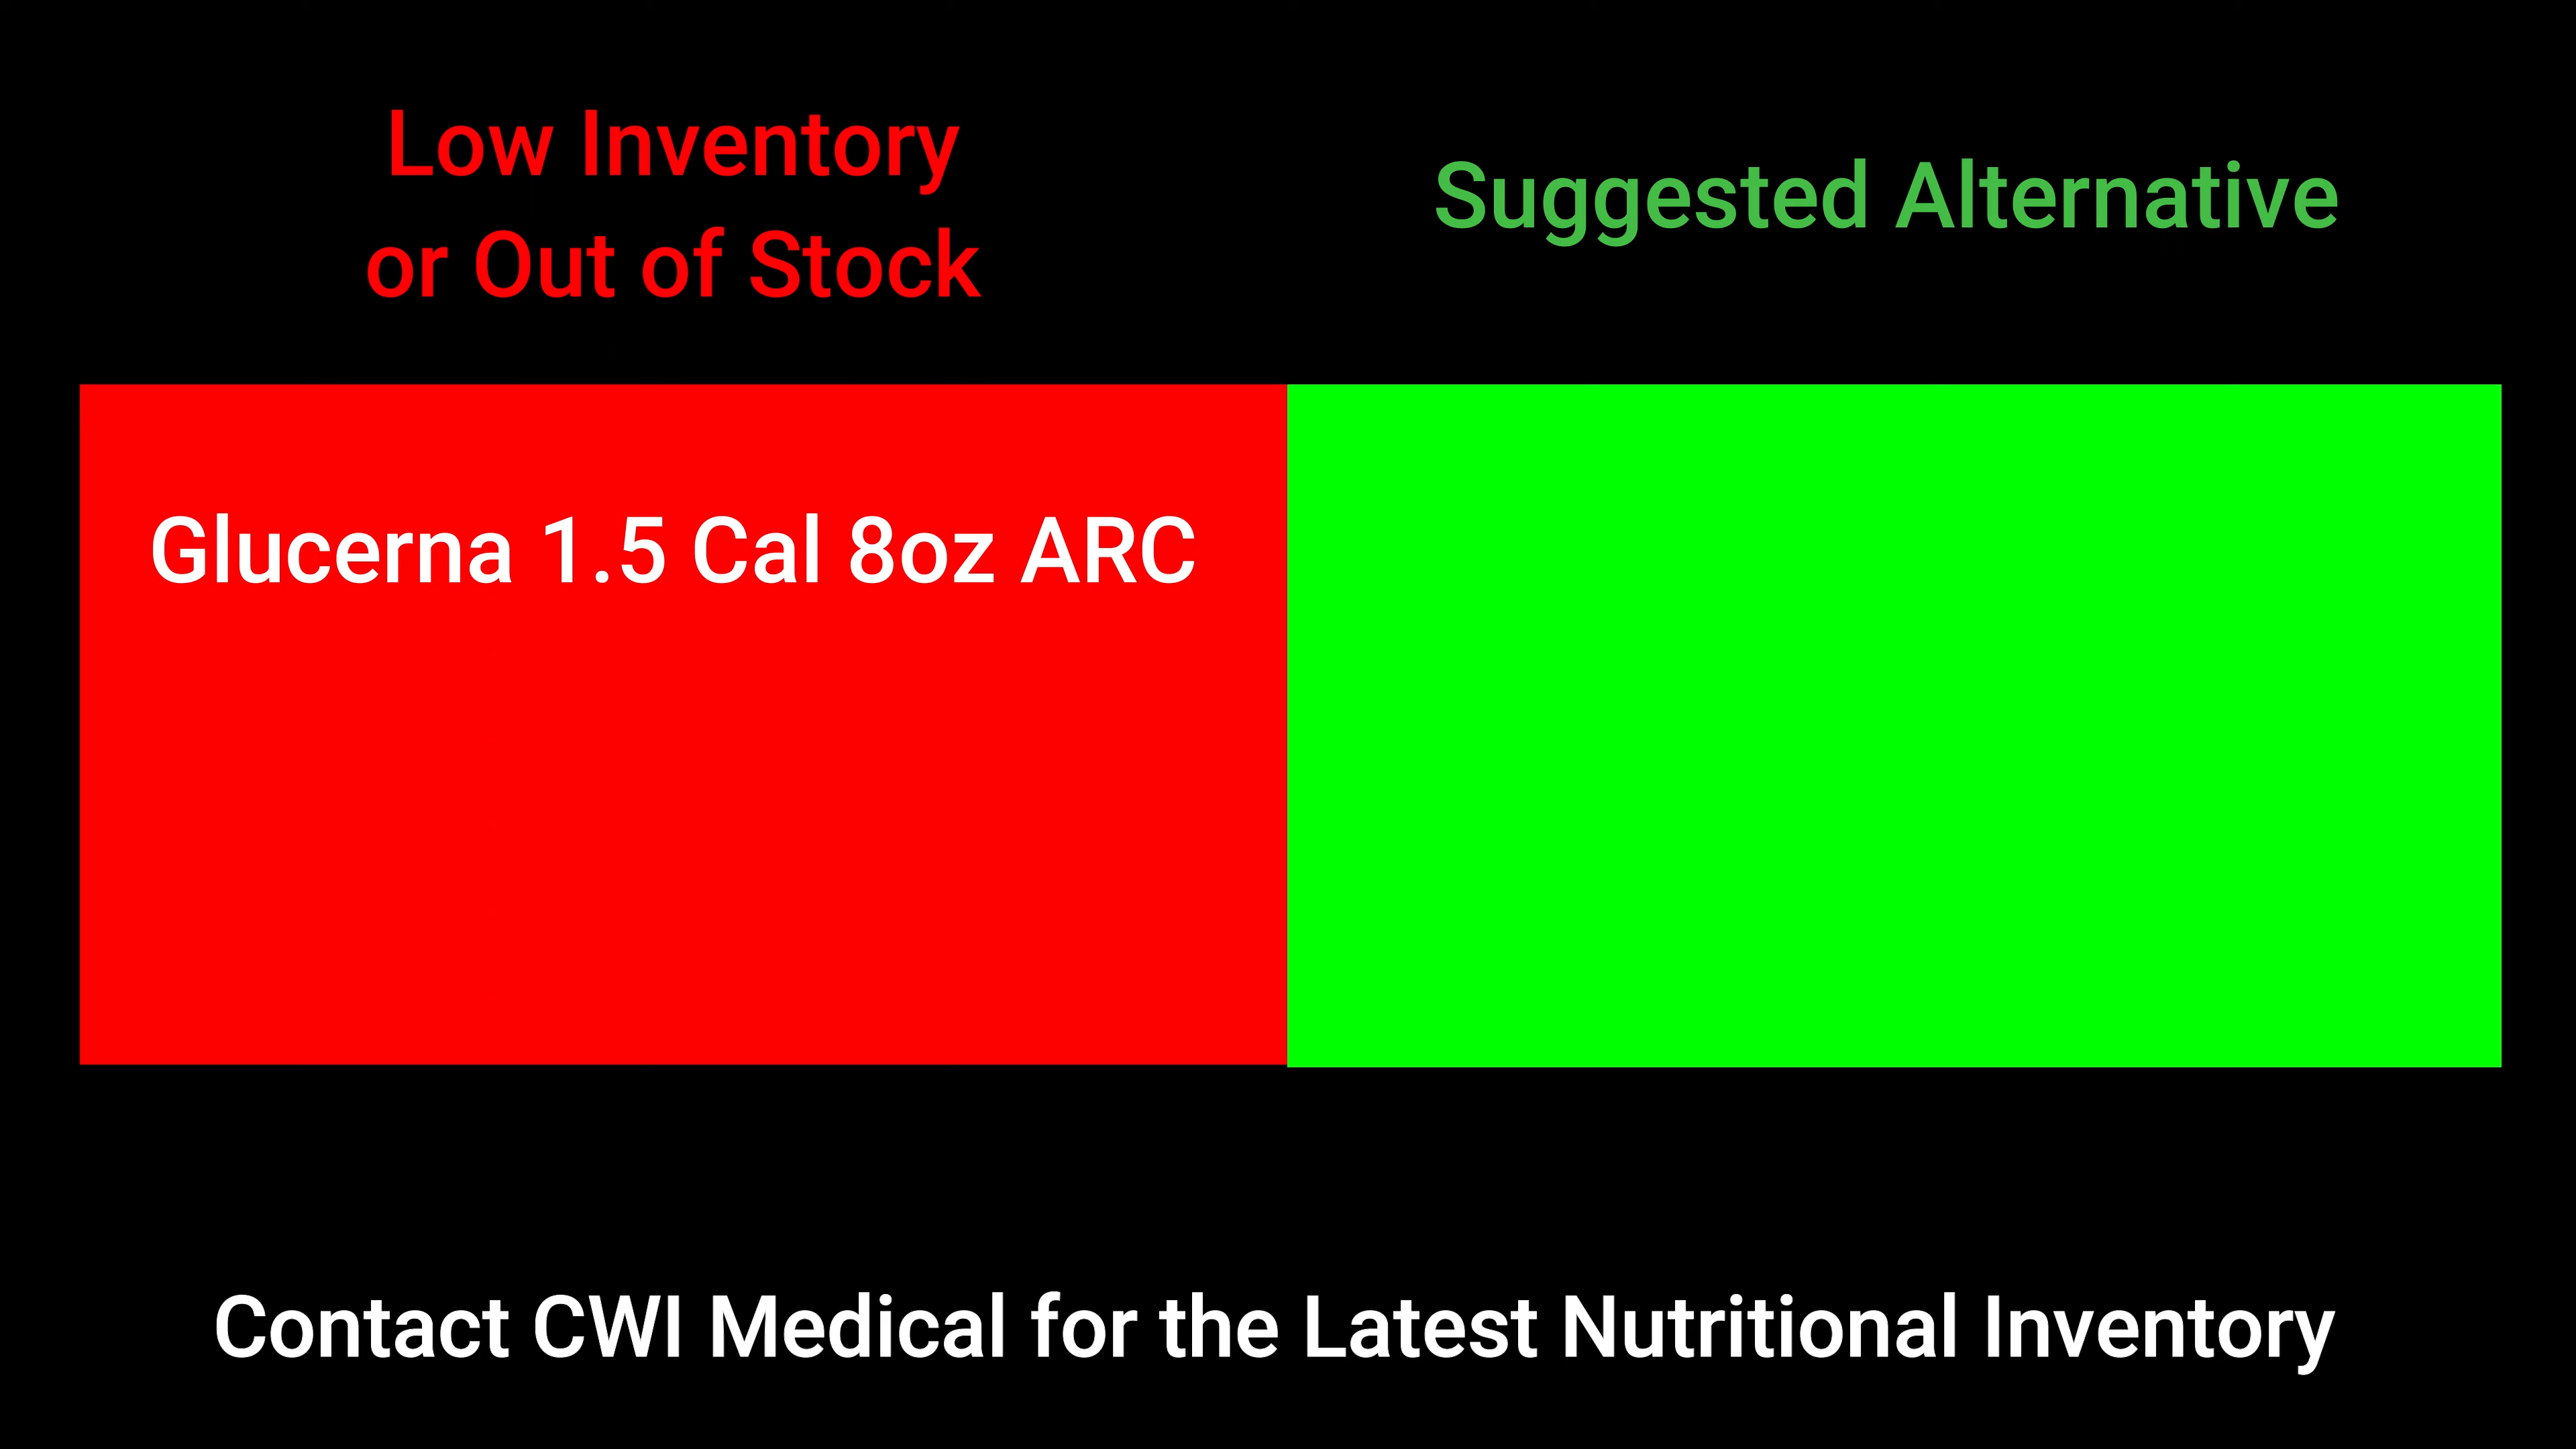 Low Inventory
or Out of Stock
Suggested Alternative
Glucerna 1.5 Cal 8oz ARC
Contact CWI Medical for the Latest Nutritional Inventory